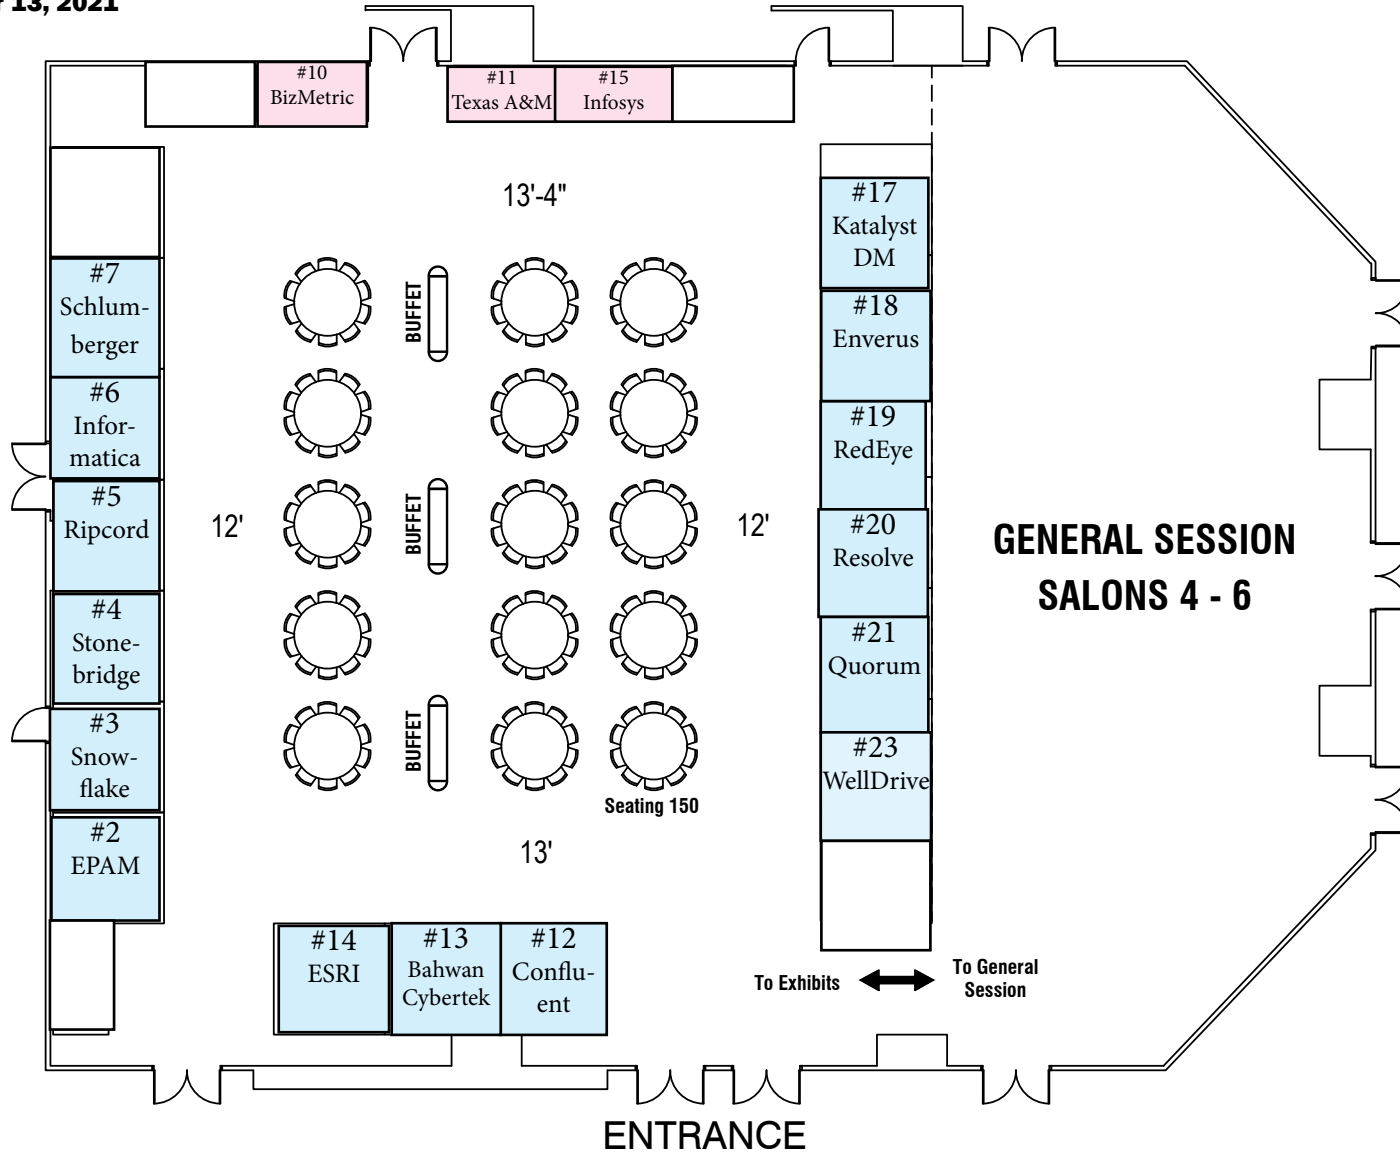 13, 2021
#10
BizMetric
#11
Texas A&M
#15
Infosys
13'-4"
#17
Katalyst
DM
#7
Schlum-
berger
BUFFET
#18
Enverus
#6
Infor-
matica
#19
RedEye
#5
Ripcord
12'
BUFFET
12'
#20
Resolve
GENERAL SESSION
SALONS 4 - 6
#4
Stone-
bridge
#21
Quorum
#3
Snow-
flake
BUFFET
#23
WellDrive
Seating 150
#2
EPAM
13'
#14
ESRI
#13
Bahwan
Cybertek
#12
Conflu-
ent
To Exhibits
To General
Session
ENTRANCE